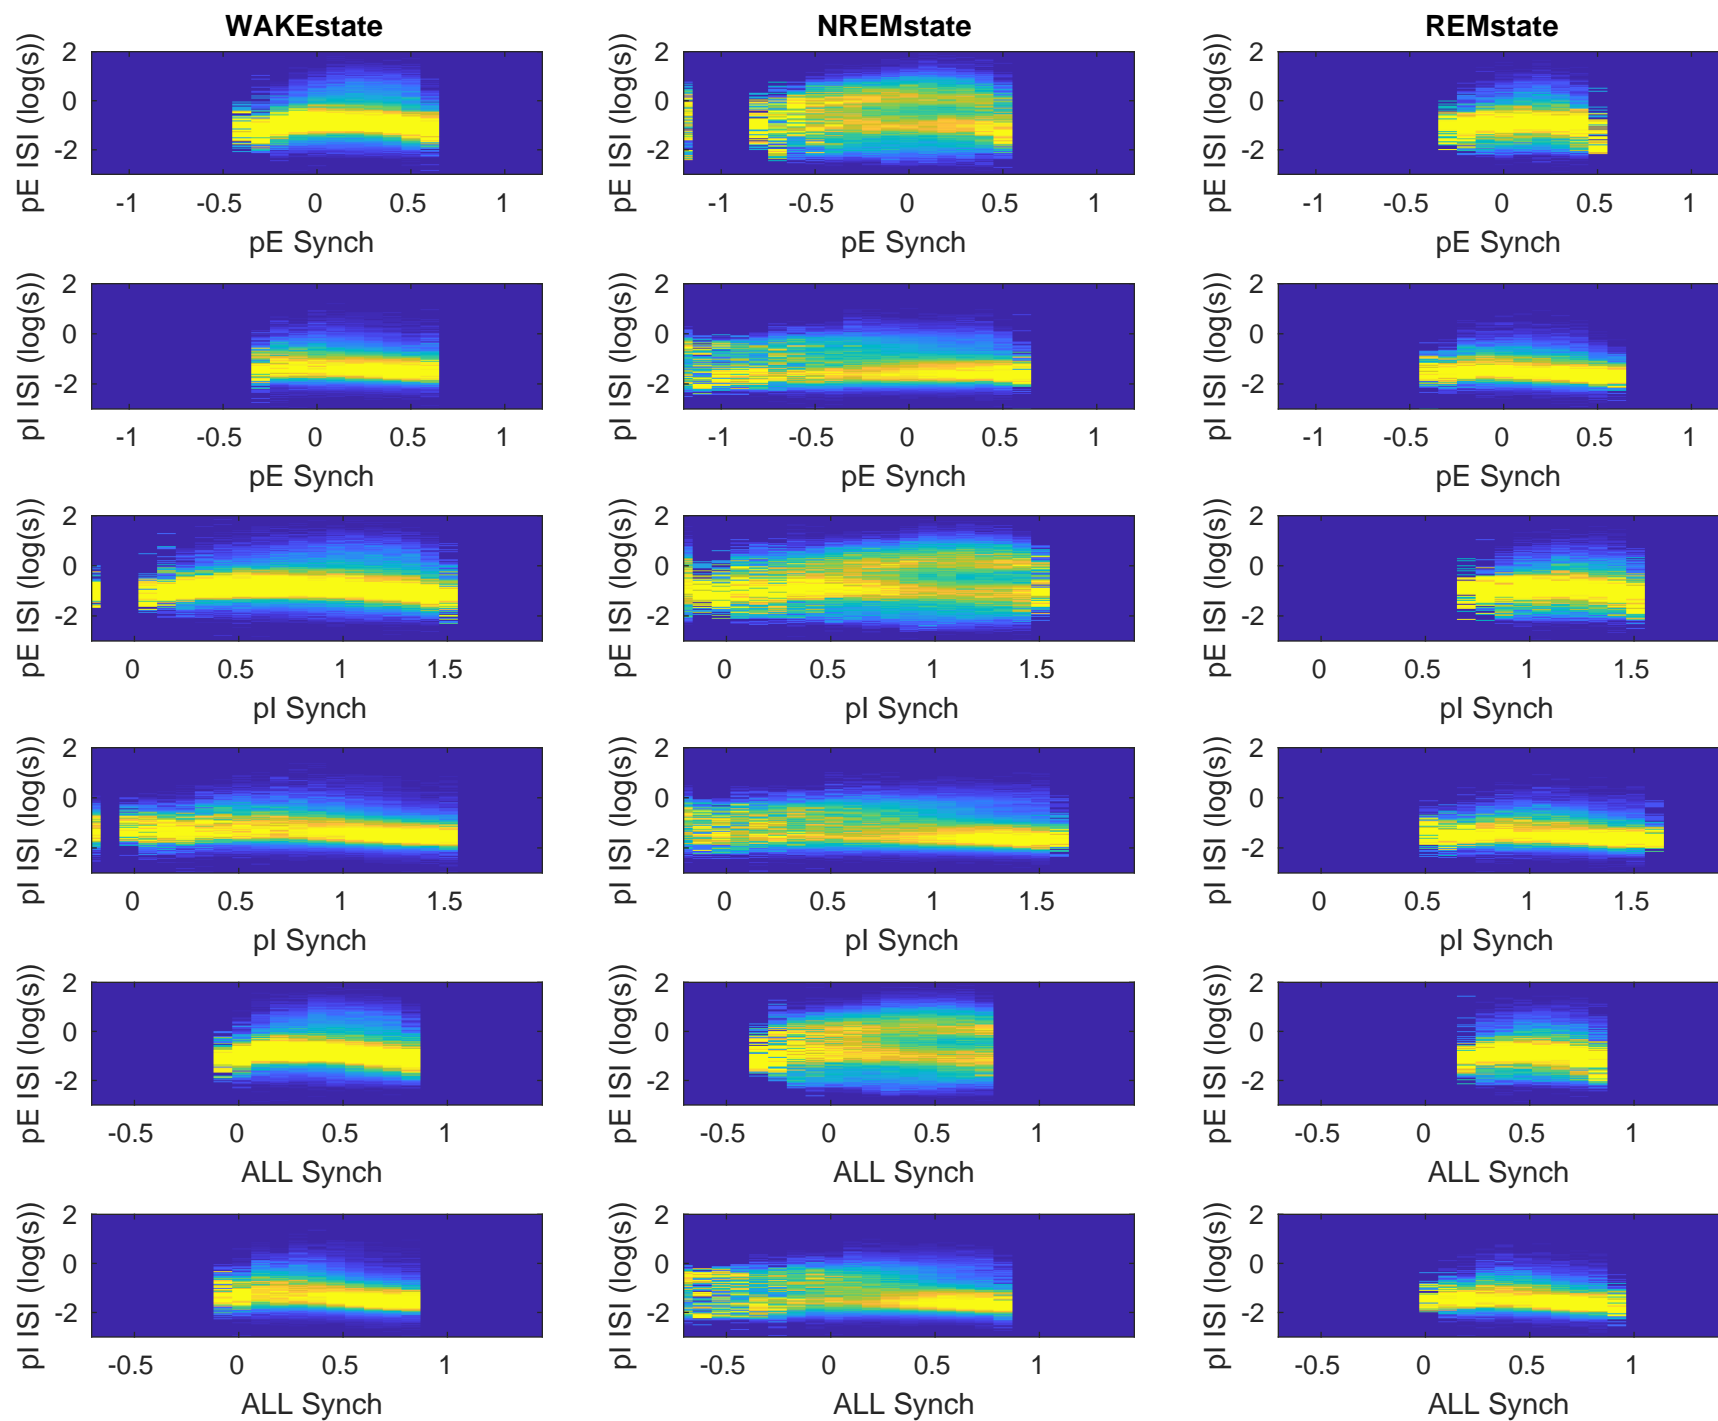 WAKEstate NREMstate REMstate
pE ISI (log(s)) 2 0 -2 pE ISI (log(s)) 2 0 -2 pE ISI (log(s)) 2 0 -2
-1 -0.5 0 0.5 1 -1 -0.5 0 0.5 1 -1 -0.5 0 0.5 1
pE Synch pE Synch pE Synch
pI ISI (log(s)) 2 0 -2 pI ISI (log(s)) 2 0 -2 pI ISI (log(s)) 2 0 -2
-1 -0.5 0 0.5 1 -1 -0.5 0 0.5 1 -1 -0.5 0 0.5 1
pE Synch pE Synch pE Synch
pE ISI (log(s)) 2 0 -2 pE ISI (log(s)) 2 0 -2 pE ISI (log(s)) 2 0 -2
0 0.5 1 1.5 0 0.5 1 1.5 0 0.5 1 1.5
pI Synch pI Synch pI Synch
pI ISI (log(s)) 2 0 -2 pI ISI (log(s)) 2 0 -2 pI ISI (log(s)) 2 0 -2
0 0.5 1 1.5 0 0.5 1 1.5 0 0.5 1 1.5
pI Synch pI Synch pI Synch
pE ISI (log(s)) 2 0 -2 pE ISI (log(s)) 2 0 -2 pE ISI (log(s)) 2 0 -2
-0.5 0 0.5 1 -0.5 0 0.5 1 -0.5 0 0.5 1
ALL Synch ALL Synch ALL Synch
pI ISI (log(s)) 2 0 -2 pI ISI (log(s)) 2 0 -2 pI ISI (log(s)) 2 0 -2
-0.5 0 0.5 1 -0.5 0 0.5 1 -0.5 0 0.5 1
ALL Synch ALL Synch ALL Synch